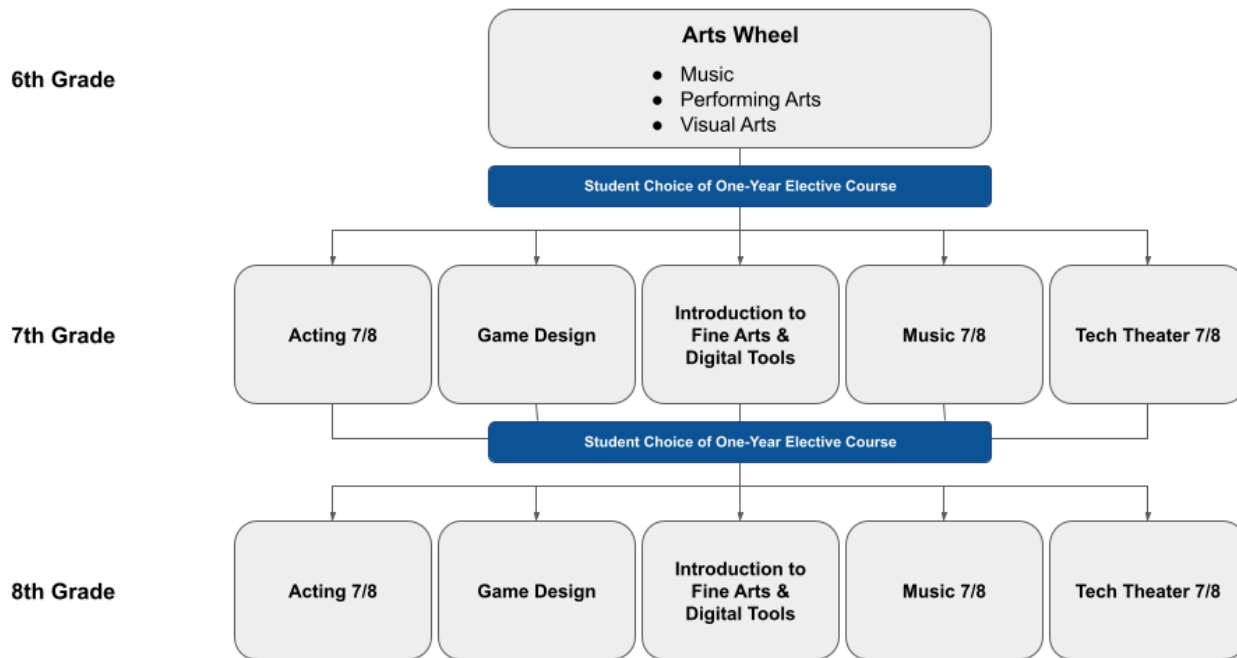 Arts Wheel
6th Grade
● Music
● Performing Arts
● Visual Arts
Student Choice of One-Year Elective Course
7th Grade
Acting 7/8
Game Design
Introduction to
Fine Arts &
Digital Tools
Music 7/8
Tech Theater 7/8
Student Choice of One-Year Elective Course
8th Grade
Acting 7/8
Game Design
Introduction to
Fine Arts &
Digital Tools
Music 7/8
Tech Theater 7/8